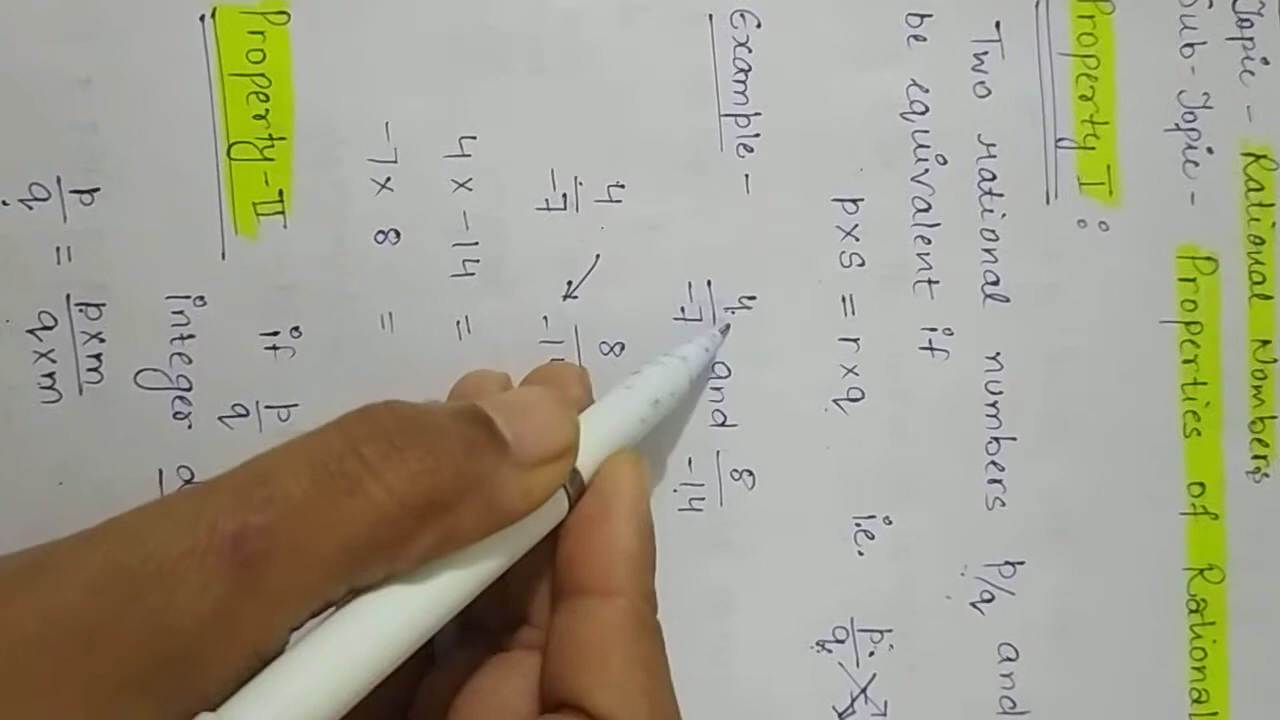 Topic - Rational Numbers
Sub-Topic - Properties of Rational
Property I :
Two rational numbers p/q and
be equivalent if
p×s = r×q i.e. p/q
Example - 4/-7 and 8/-14
4/-7 8/-1
4 × -14 =
-7 × 8 =
Property-II if p/q
integer
p/q = p×m/q×m